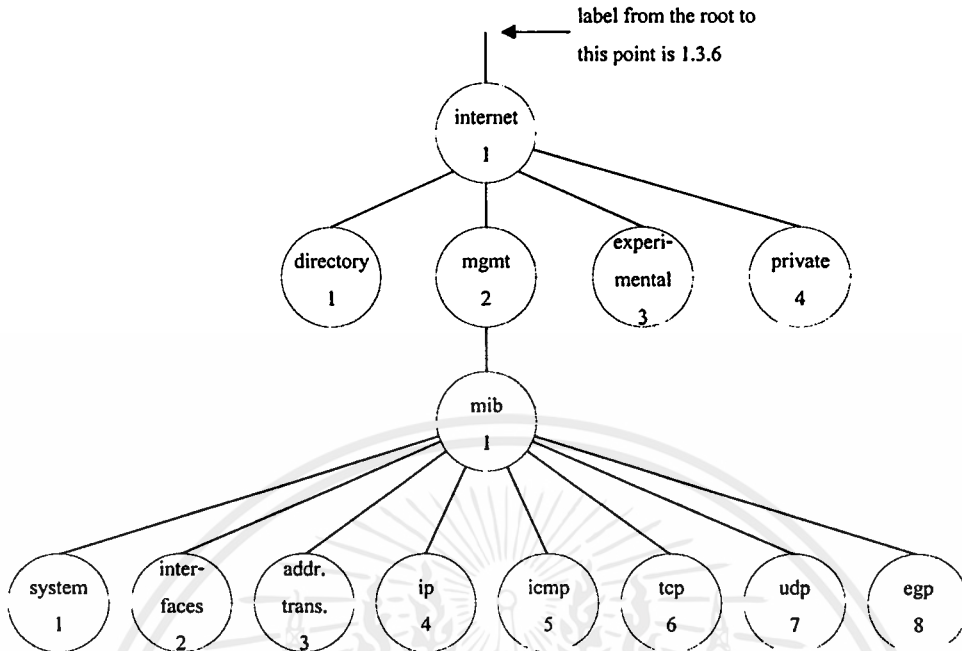 label from the root to
this point is 1.3.6
internet
1
directory
1
mgmt
2
experi-
mental
3
private
4
mib
1
system
1
inter-
faces
2
addr.
trans.
3
ip
4
icmp
5
tcp
6
udp
7
egp
8